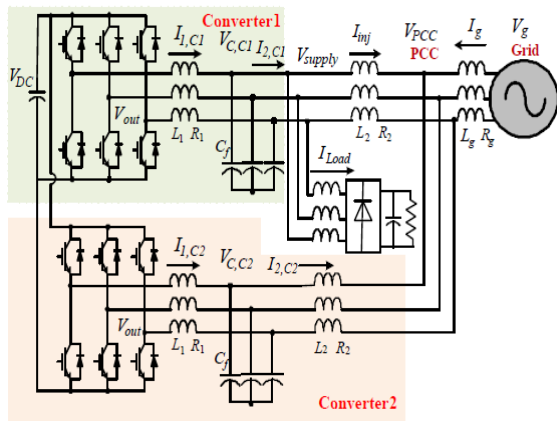 Converter1
I1,C1
VC,C1
I2,C1
Vsupply
Iinj
VPCC
PCC
Ig
Vg
Grid
VDC
Vout
L1 R1
Cf
L2 R2
Lg Rg
ILoad
I1,C2
VC,C2
I2,C2
Vout
L1 R1
L2 R2
Cf
Converter2